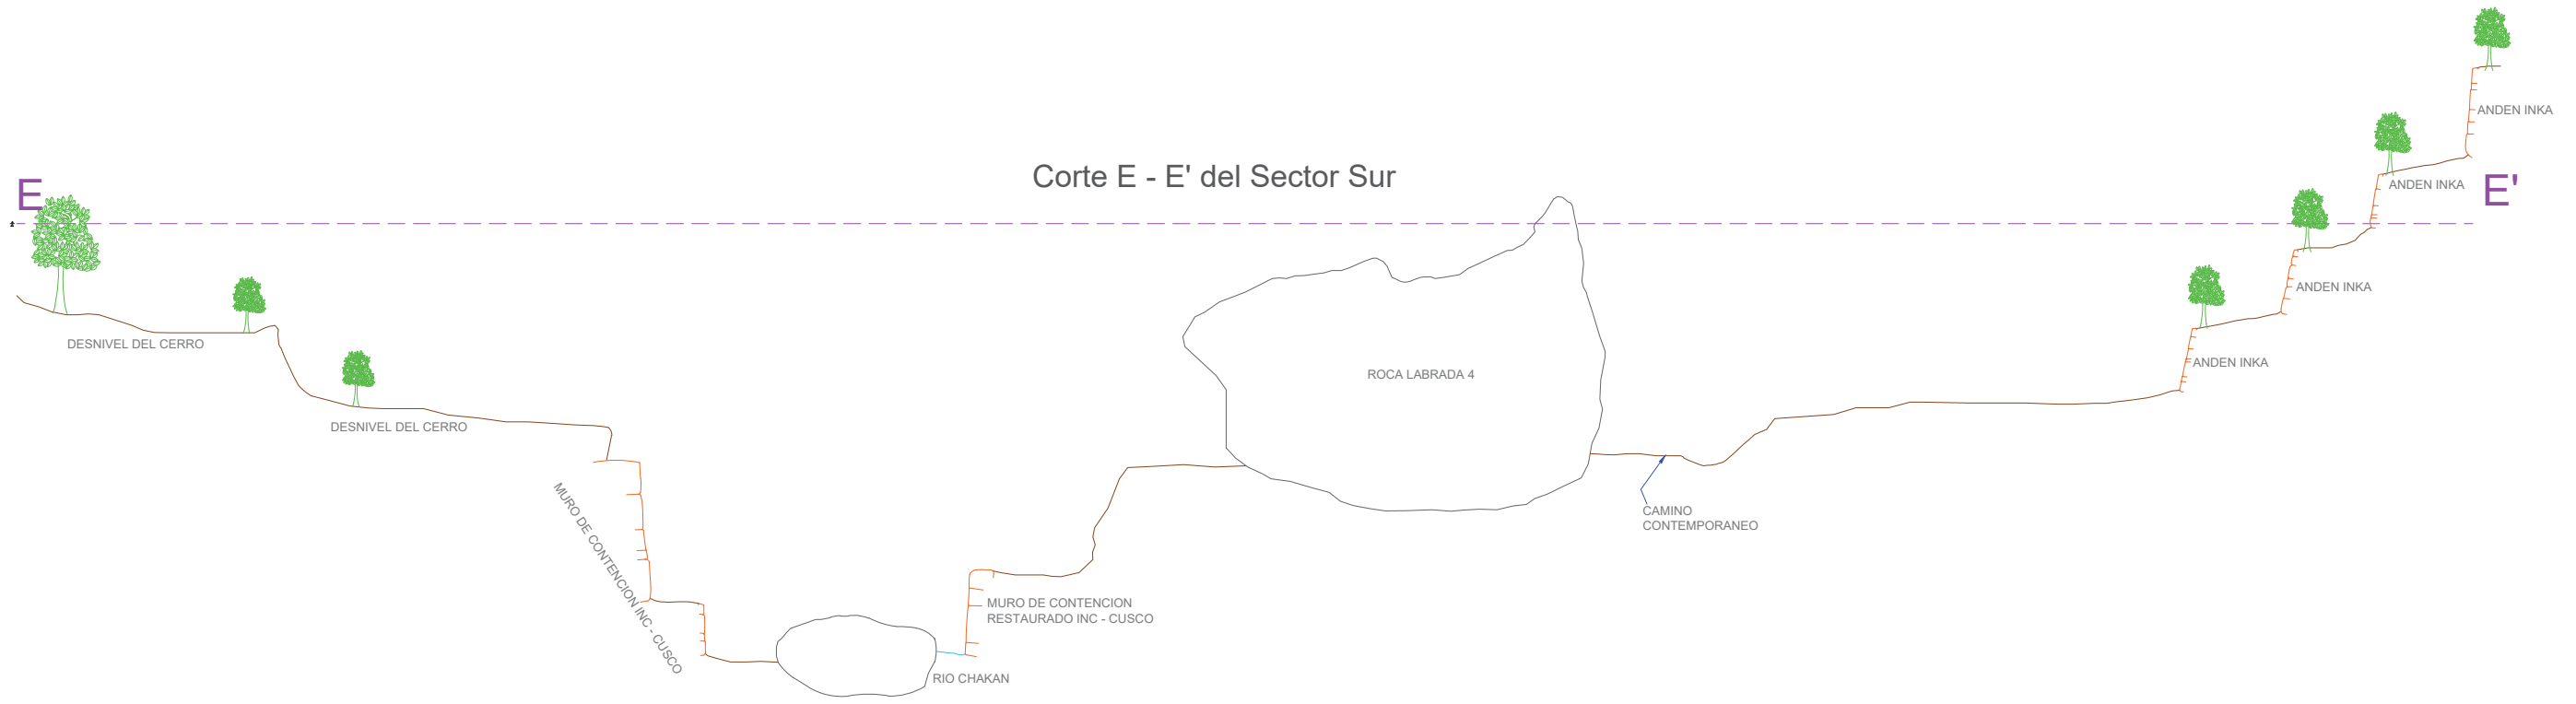 Corte E - E' del Sector Sur
E
E'
ANDEN INKA
ANDEN INKA
ANDEN INKA
ANDEN INKA
DESNIVEL DEL CERRO
DESNIVEL DEL CERRO
ROCA LABRADA 4
MURO DE CONTENCION INC - CUSCO
CAMINO
CONTEMPORANEO
MURO DE CONTENCION
RESTAURADO INC - CUSCO
RIO CHAKAN